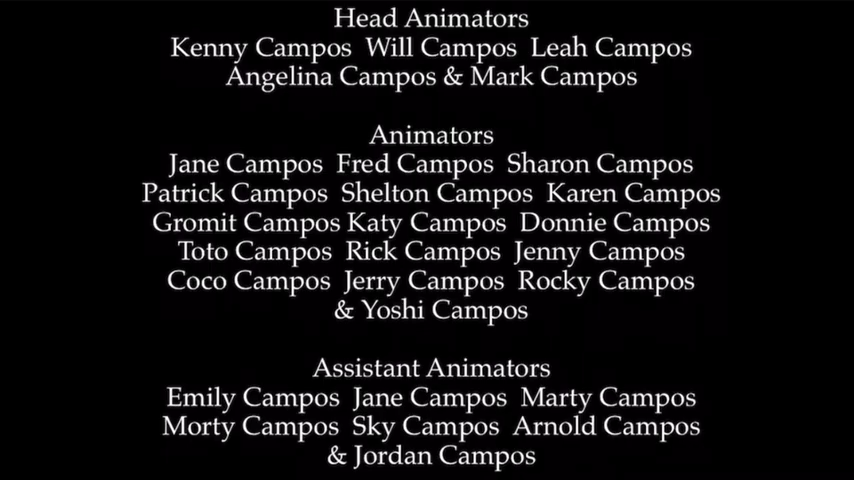 Head Animators
Kenny Campos Will Campos Leah Campos
Angelina Campos & Mark Campos
Animators
Jane Campos Fred Campos Sharon Campos
Patrick Campos Shelton Campos Karen Campos
Gromit Campos Katy Campos Donnie Campos
Toto Campos Rick Campos Jenny Campos
Coco Campos Jerry Campos Rocky Campos
& Yoshi Campos
Assistant Animators
Emily Campos Jane Campos Marty Campos
Morty Campos Sky Campos Arnold Campos
& Jordan Campos